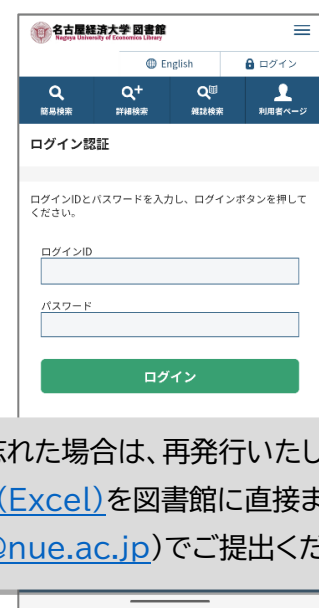 名古屋経済大学 図書館
Nagoya University of Economics Library
English
ログイン
簡易検索
詳細検索
雑誌検索
利用者ページ
ログイン認証
ログインIDとパスワードを入力し、ログインボタンを押して
ください。
ログインID
パスワード
ログイン
忘れた場合は、再発行いたし
(Excel)を図書館に直接ま
@nue.ac.jp)でご提出くだ